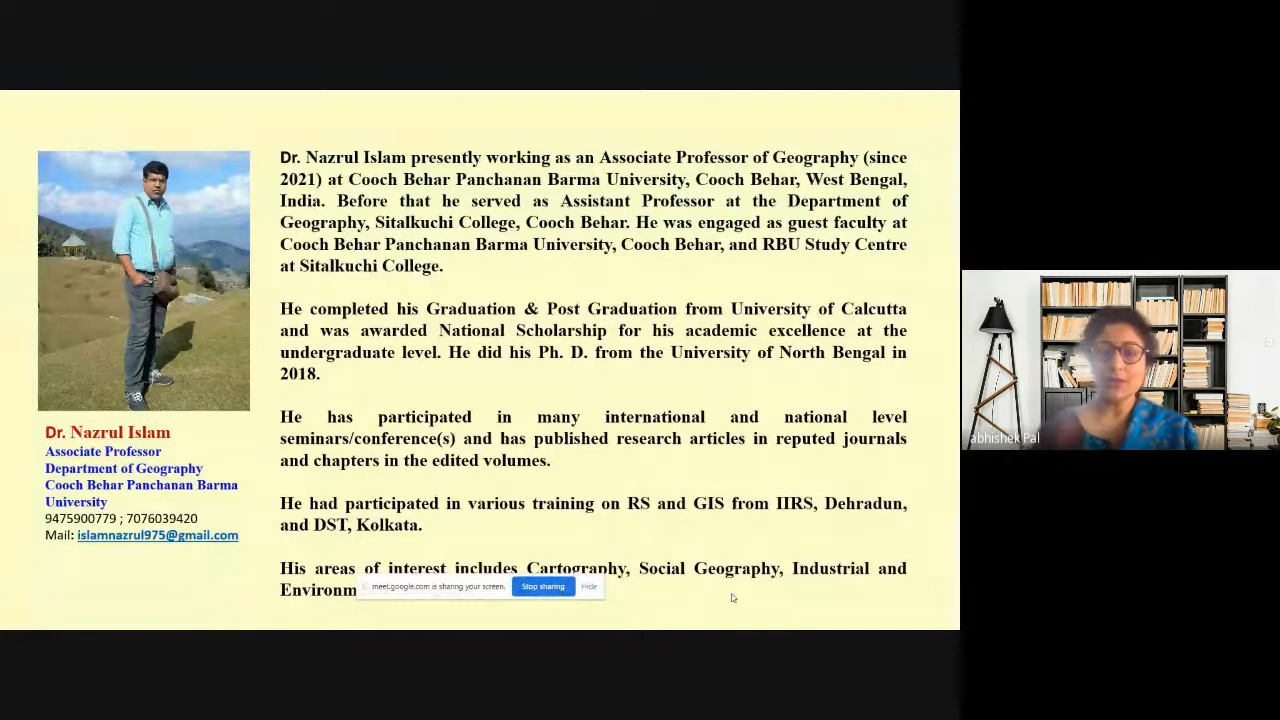 Dr. Nazrul Islam presently working as an Associate Professor of Geography (since
2021) at Cooch Behar Panchanan Barma University, Cooch Behar, West Bengal,
India. Before that he served as Assistant Professor at the Department of
Geography, Sitalkuchi College, Cooch Behar. He was engaged as guest faculty at
Cooch Behar Panchanan Barma University, Cooch Behar, and RBU Study Centre
at Sitalkuchi College.
He completed his Graduation & Post Graduation from University of Calcutta
and was awarded National Scholarship for his academic excellence at the
undergraduate level. He did his Ph. D. from the University of North Bengal in
2018.
He has participated in many international and national level
seminars/conference(s) and has published research articles in reputed journals
and chapters in the edited volumes.
He had participated in various training on RS and GIS from IIRS, Dehradun,
and DST, Kolkata.
His areas of interest includes Cartography, Social Geography, Industrial and
Environm
Dr. Nazrul Islam
Associate Professor
Department of Geography
Cooch Behar Panchanan Barma
University
9475900779 ; 7076039420
Mail: islamnazrul975@gmail.com
meet.google.com is sharing your screen.
Stop sharing
Hide
abhishek Pal